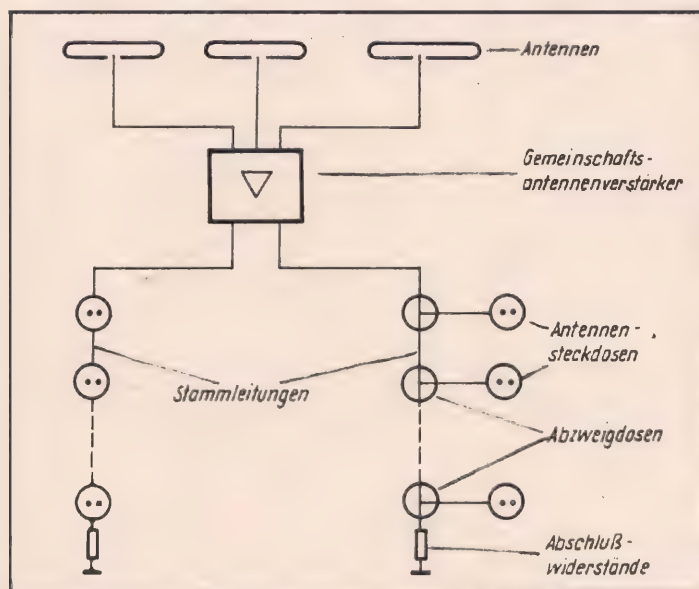 Antennen
Gemeinschafts-
antennenverstärker
Antennen-
steckdosen
Stammleitungen
Abzweigdosen
Abschluß-
widerstände